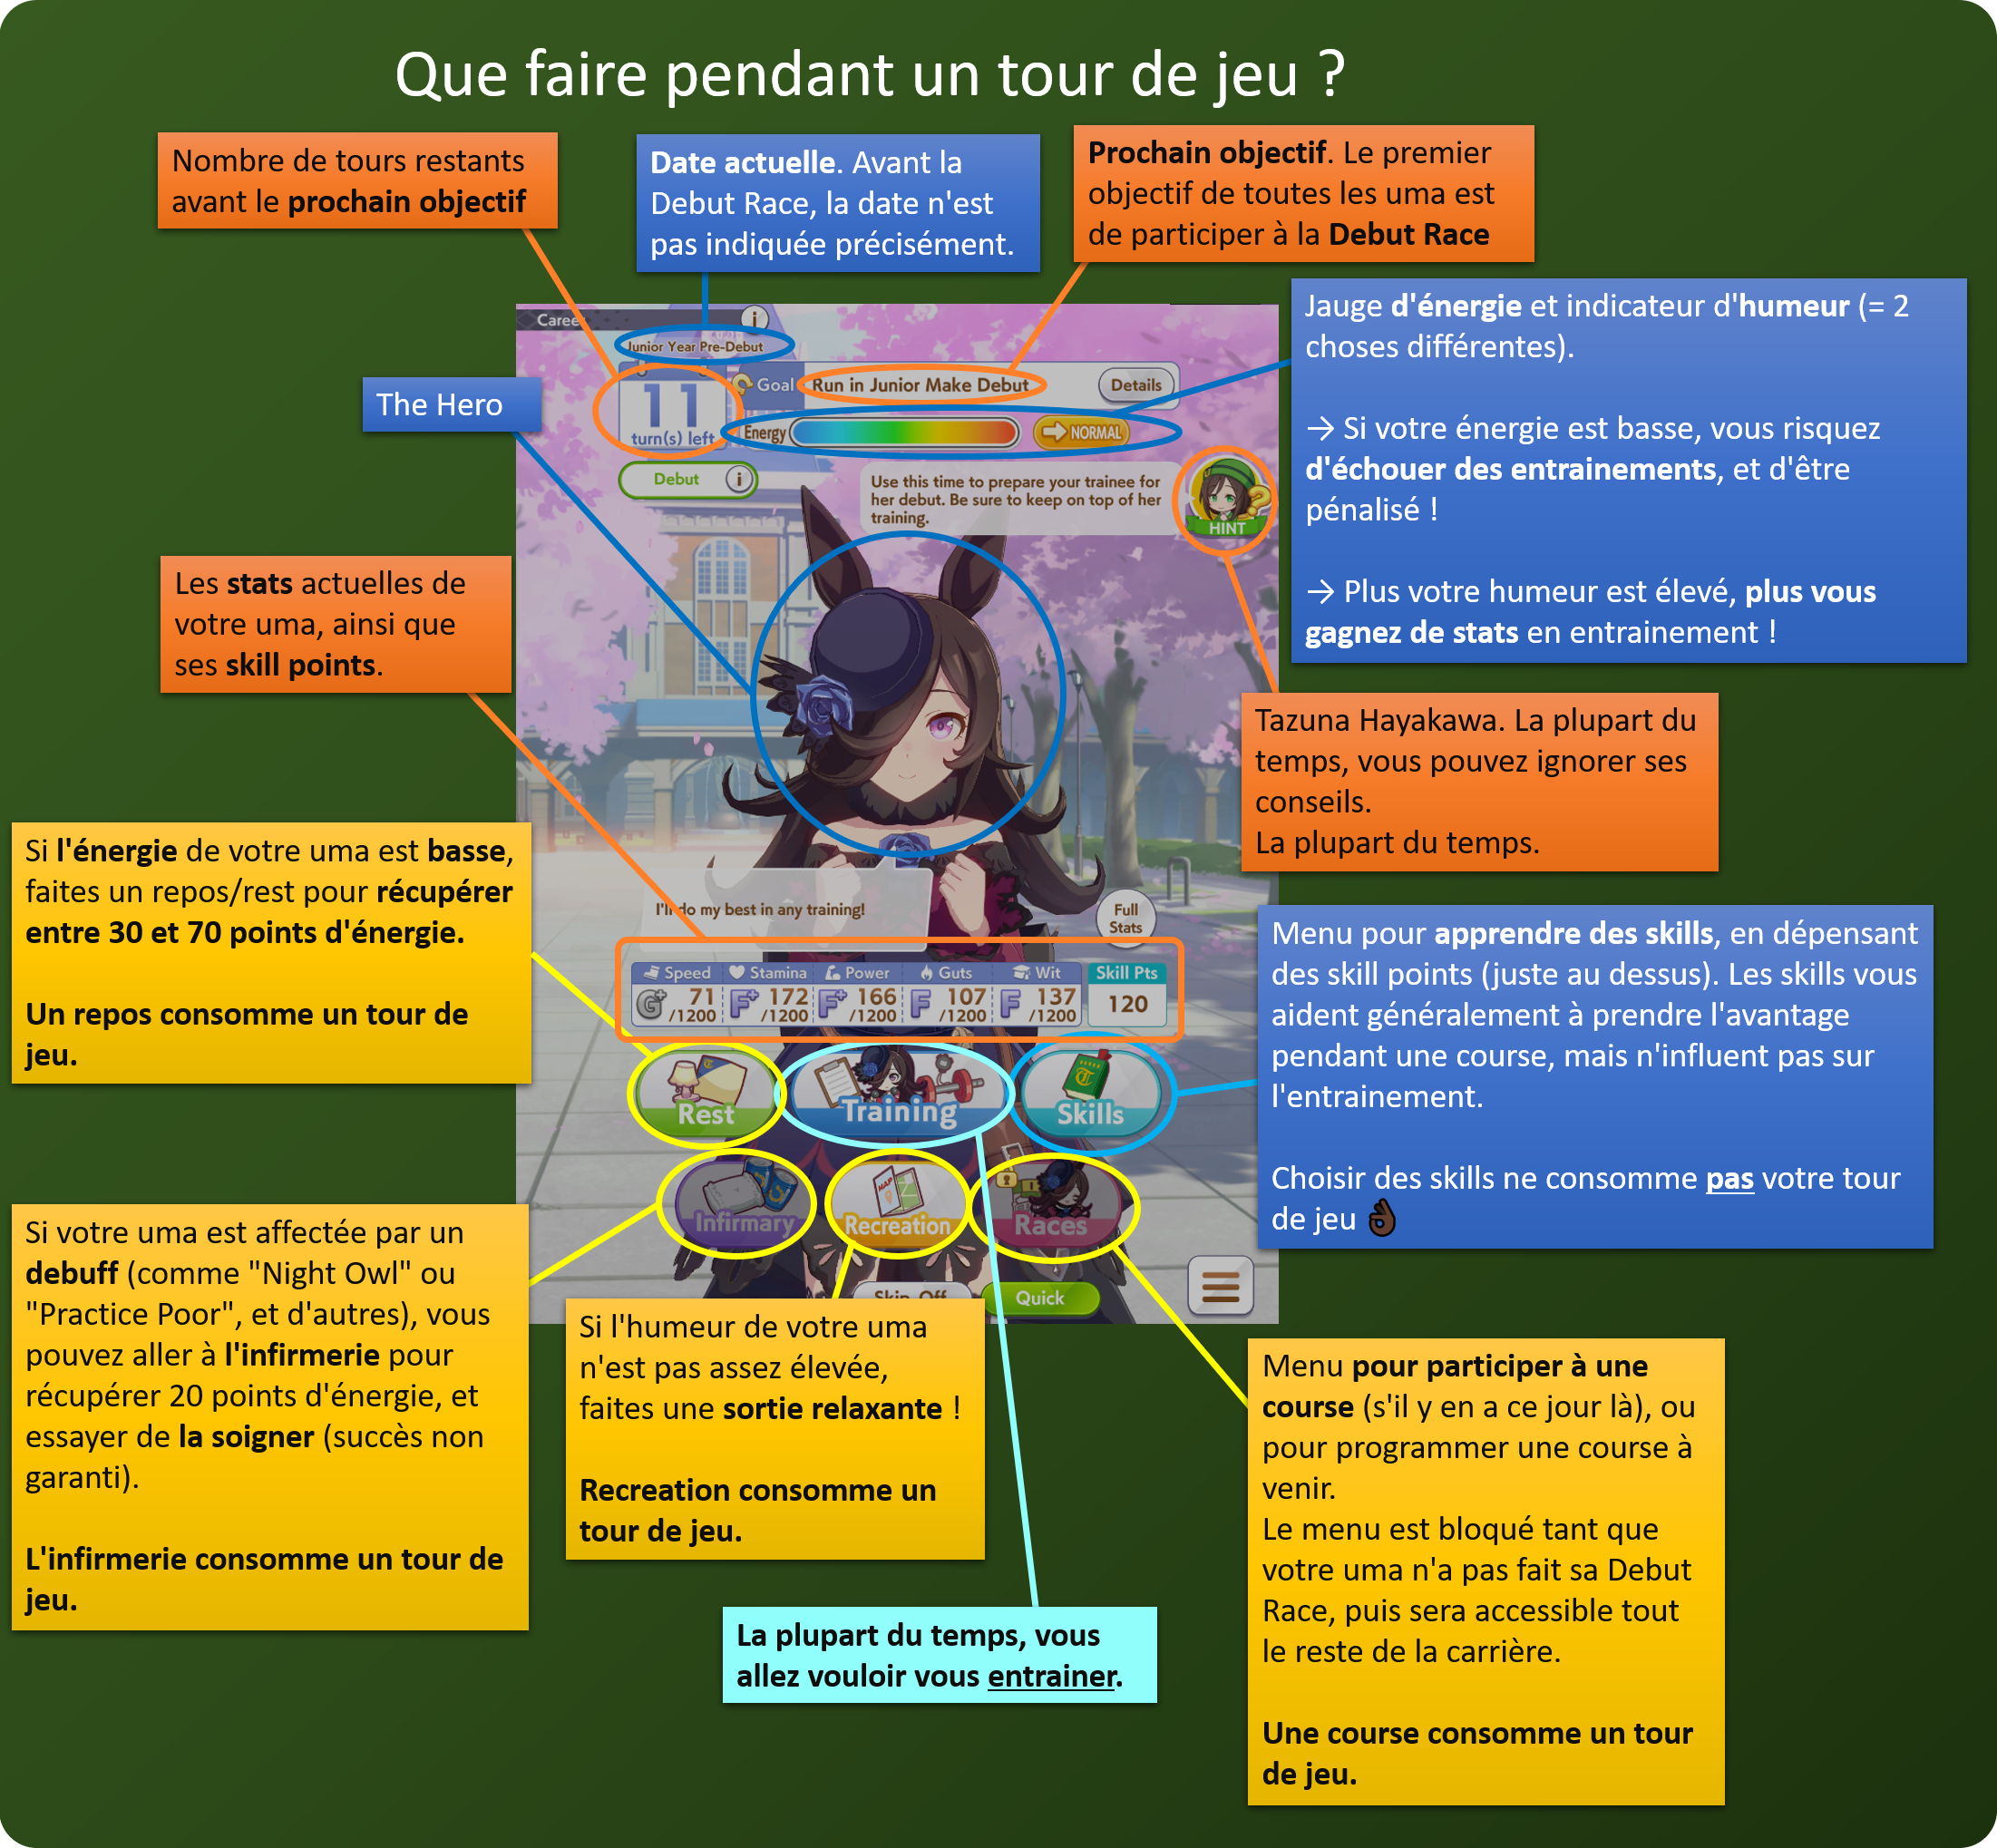 Que faire pendant un tour de jeu ?
Nombre de tours restants
avant le prochain objectif
Date actuelle. Avant la
Debut Race, la date n'est
pas indiquée précisément.
Prochain objectif. Le premier
objectif de toutes les uma est
de participer à la Debut Race
Jauge d'énergie et indicateur d'humeur (= 2
choses différentes).
→ Si votre énergie est basse, vous risquez
d'échouer des entrainements, et d'être
pénalisé !
→ Plus votre humeur est élevé, plus vous
gagnez de stats en entrainement !
The Hero
Career
Junior Year Pre-Debut
11
turn(s) left
Goal
Run in Junior Make Debut
Details
Energy
NORMAL
Debut
Use this time to prepare your trainee for
her debut. Be sure to keep on top of her
training.
HINT
Les stats actuelles de
votre uma, ainsi que
ses skill points.
Tazuna Hayakawa. La plupart du
temps, vous pouvez ignorer ses
conseils.
La plupart du temps.
Si l'énergie de votre uma est basse,
faites un repos/rest pour récupérer
entre 30 et 70 points d'énergie.
Un repos consomme un tour de
jeu.
I'll do my best in any training!
Full
Stats
Speed Stamina Power Guts Wit Skill Pts
G+ 71 F+ 172 F+ 166 F 107 F 137 120
/1200 /1200 /1200 /1200 /1200
Menu pour apprendre des skills, en dépensant
des skill points (juste au dessus). Les skills vous
aident généralement à prendre l'avantage
pendant une course, mais n'influent pas sur
l'entrainement.
Choisir des skills ne consomme pas votre tour
de jeu 👌🏿
Rest
Training
Skills
Infirmary
MAP
Recreation
Races
Skip Off
Quick
Si votre uma est affectée par un
debuff (comme "Night Owl" ou
"Practice Poor", et d'autres), vous
pouvez aller à l'infirmerie pour
récupérer 20 points d'énergie, et
essayer de la soigner (succès non
garanti).
L'infirmerie consomme un tour de
jeu.
Si l'humeur de votre uma
n'est pas assez élevée,
faites une sortie relaxante !
Recreation consomme un
tour de jeu.
La plupart du temps, vous
allez vouloir vous entrainer.
Menu pour participer à une
course (s'il y en a ce jour là), ou
pour programmer une course à
venir.
Le menu est bloqué tant que
votre uma n'a pas fait sa Debut
Race, puis sera accessible tout
le reste de la carrière.
Une course consomme un tour
de jeu.